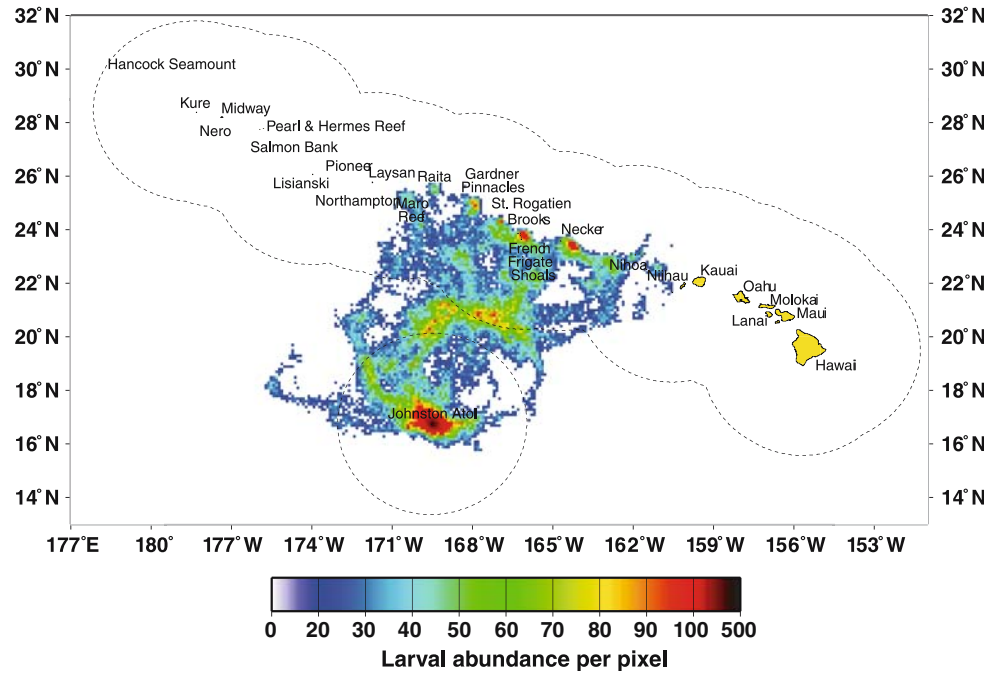 32°N
32°N
30°N
30°N
Hancock Seamount
28°N
28°N
Kure
Midway
Nero
Pearl & Hermes Reef
Salmon Bank
26°N
26°N
Pioneer
Lisianski
Laysan
Raita
Gardner
Pinnacles
Northampton
Maro
Reef
St. Rogatien
24°N
24°N
Brooks
Necker
French
Frigate
Shoals
22°N
22°N
Nihoa
Niihau
Kauai
Oahu
Molokai
Lanai
Maui
20°N
20°N
Hawaii
18°N
18°N
Johnston Atoll
16°N
16°N
14°N
14°N
177°E
180°
177°W
174°W
171°W
168°W
165°W
162°W
159°W
156°W
153°W
0 20 30 40 50 60 70 80 90 100 500
Larval abundance per pixel